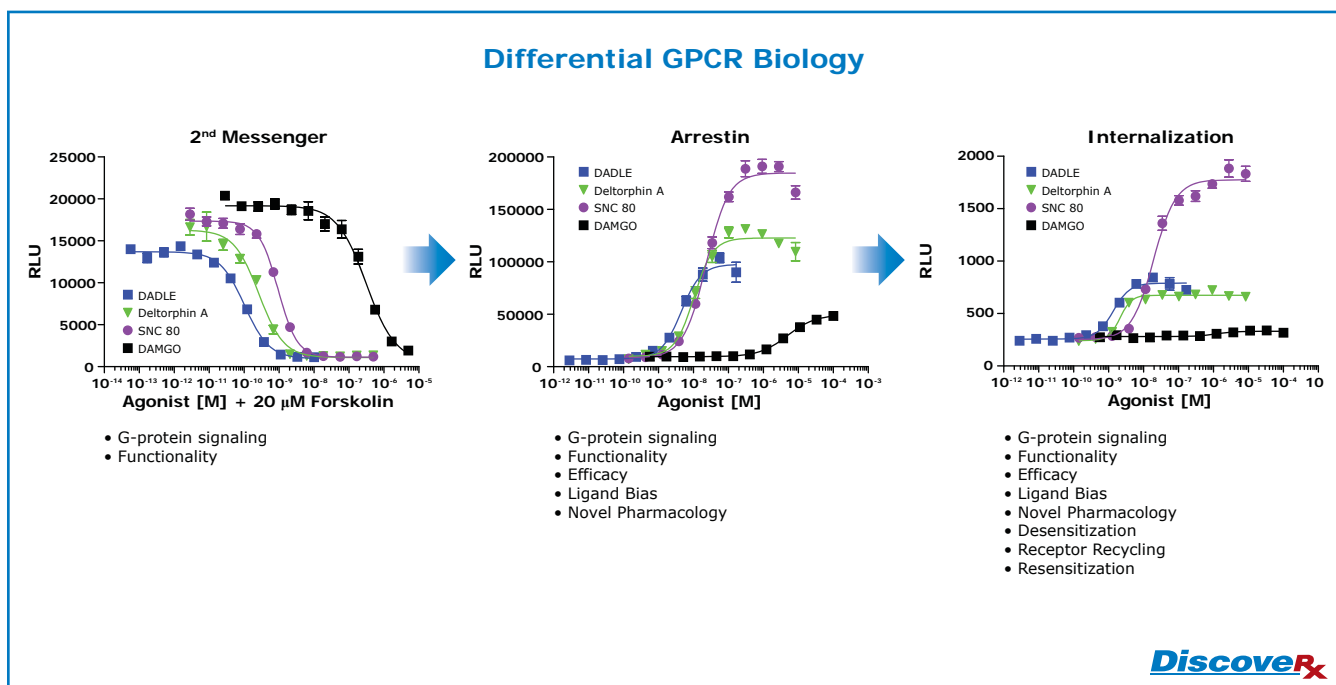 Differential GPCR Biology
2nd Messenger
25000
20000
15000
10000
5000
0
RLU
DADLE
Deltorphin A
SNC 80
DAMGO
10-14 10-13 10-12 10-11 10-10 10-9 10-8 10-7 10-6 10-5
Agonist [M] + 20 µM Forskolin
• G-protein signaling
• Functionality
Arrestin
200000
150000
100000
50000
0
RLU
DADLE
Deltorphin A
SNC 80
DAMGO
10-11 10-10 10-9 10-8 10-7 10-6 10-5 10-4 10-3
10-12
Agonist [M]
• G-protein signaling
• Functionality
• Efficacy
• Ligand Bias
• Novel Pharmacology
Internalization
2000
1500
1000
500
0
RLU
DADLE
Deltorphin A
SNC 80
DAMGO
10-12 10-11 10-10 10-9 10-8 10-7 10-6 10-5 10-4 10
Agonist [M]
• G-protein signaling
• Functionality
• Efficacy
• Ligand Bias
• Novel Pharmacology
• Desensitization
• Receptor Recycling
• Resensitization
DiscoveRx